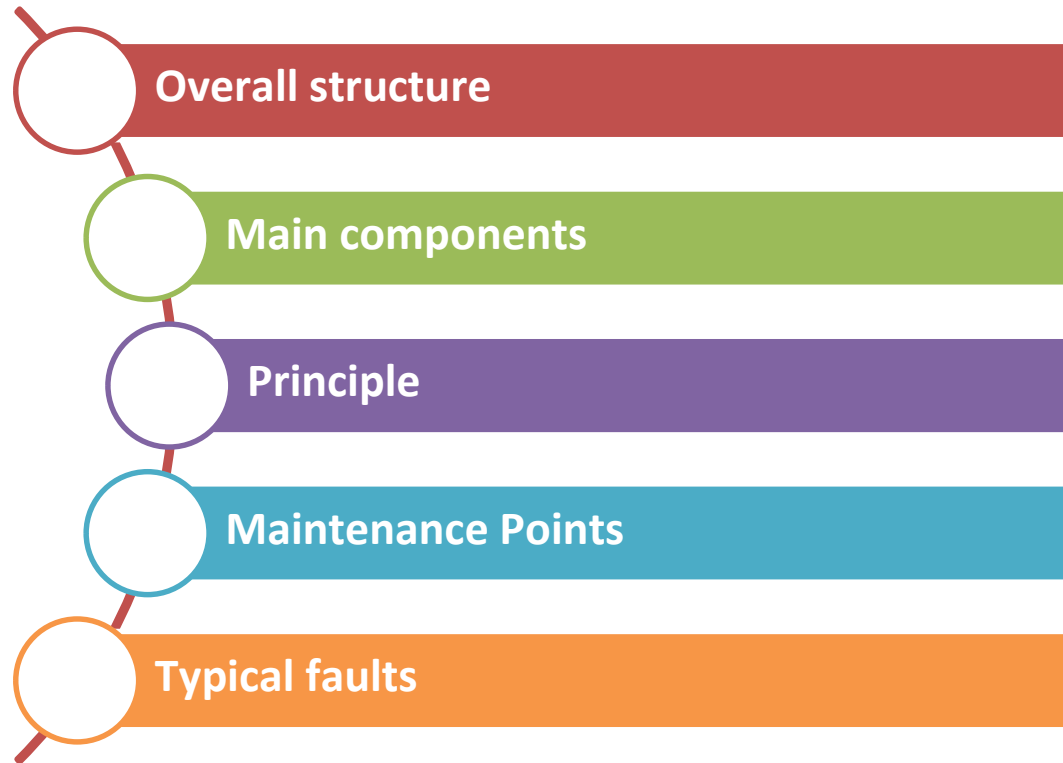 Overall structure
Main components
Principle
Maintenance Points
Typical faults